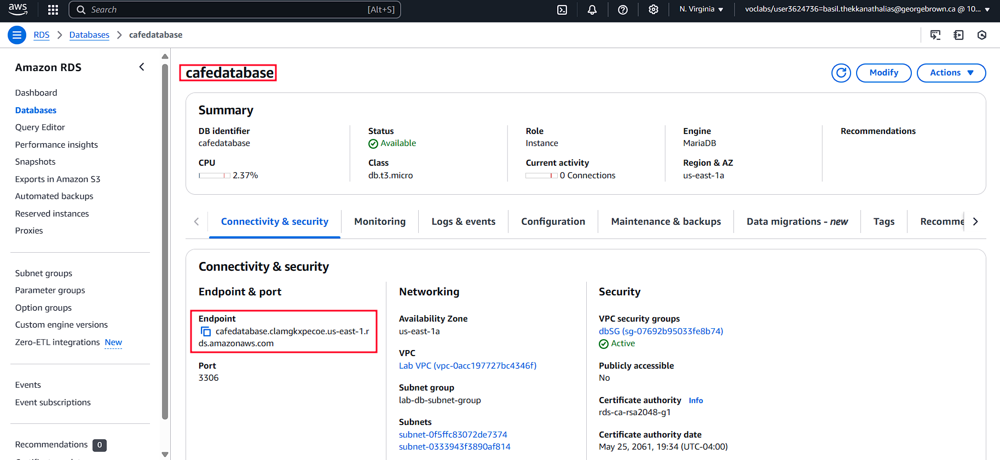 aws
Search [Alt+S]
N. Virginia
voclabs/user3624736=basil.thekkanathalias@georgebrown.ca @ 10...
RDS
Databases
cafedatabase
Amazon RDS
Dashboard
Databases
Query Editor
Performance insights
Snapshots
Exports in Amazon S3
Automated backups
Reserved instances
Proxies
Subnet groups
Parameter groups
Option groups
Custom engine versions
Zero-ETL integrations New
Events
Event subscriptions
Recommendations 0
cafedatabase
Modify
Actions
Summary
DB identifier
cafedatabase
Status
Available
Role
Instance
Engine
MariaDB
Recommendations
CPU
2.37%
Class
db.t3.micro
Current activity
0 Connections
Region & AZ
us-east-1a
Connectivity & security
Monitoring
Logs & events
Configuration
Maintenance & backups
Data migrations - new
Tags
Recomme
Connectivity & security
Endpoint & port
Endpoint
cafedatabase.clamgkxpecoe.us-east-1.r
ds.amazonaws.com
Port
3306
Networking
Availability Zone
us-east-1a
VPC
Lab VPC (vpc-0acc197727bc4346f)
Subnet group
lab-db-subnet-group
Subnets
subnet-0f5ffc83072de7374
subnet-0333943f3890af814
Security
VPC security groups
dbSG (sg-07692b95033fe8b74)
Active
Publicly accessible
No
Certificate authority Info
rds-ca-rsa2048-g1
Certificate authority date
May 25, 2061, 19:34 (UTC-04:00)